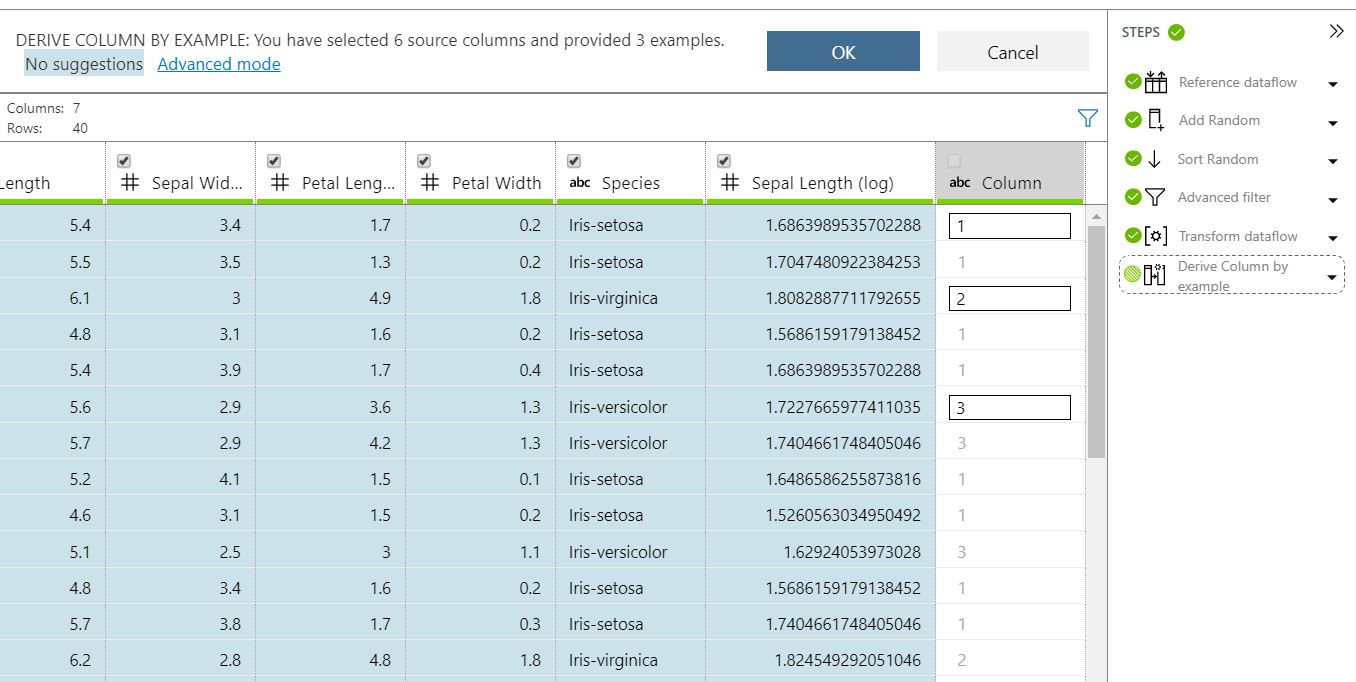 DERIVE COLUMN BY EXAMPLE: You have selected 6 source columns and provided 3 examples.
No suggestions Advanced mode
OK
Cancel
Columns: 7
Rows: 40
Length # Sepal Wid... # Petal Leng... # Petal Width abc Species # Sepal Length (log) abc Column
5.4 3.4 1.7 0.2 Iris-setosa 1.6863989535702288 1
5.5 3.5 1.3 0.2 Iris-setosa 1.7047480922384253 1
6.1 3 4.9 1.8 Iris-virginica 1.8082887711792655 2
4.8 3.1 1.6 0.2 Iris-setosa 1.5686159179138452 1
5.4 3.9 1.7 0.4 Iris-setosa 1.6863989535702288 1
5.6 2.9 3.6 1.3 Iris-versicolor 1.7227665977411035 3
5.7 2.9 4.2 1.3 Iris-versicolor 1.7404661748405046 3
5.2 4.1 1.5 0.1 Iris-setosa 1.6486586255873816 1
4.6 3.1 1.5 0.2 Iris-setosa 1.5260563034950492 1
5.1 2.5 3 1.1 Iris-versicolor 1.62924053973028 3
4.8 3.4 1.6 0.2 Iris-setosa 1.5686159179138452 1
5.7 3.8 1.7 0.3 Iris-setosa 1.7404661748405046 1
6.2 2.8 4.8 1.8 Iris-virginica 1.824549292051046 2
STEPS
Reference dataflow
Add Random
Sort Random
Advanced filter
Transform dataflow
Derive Column by
example